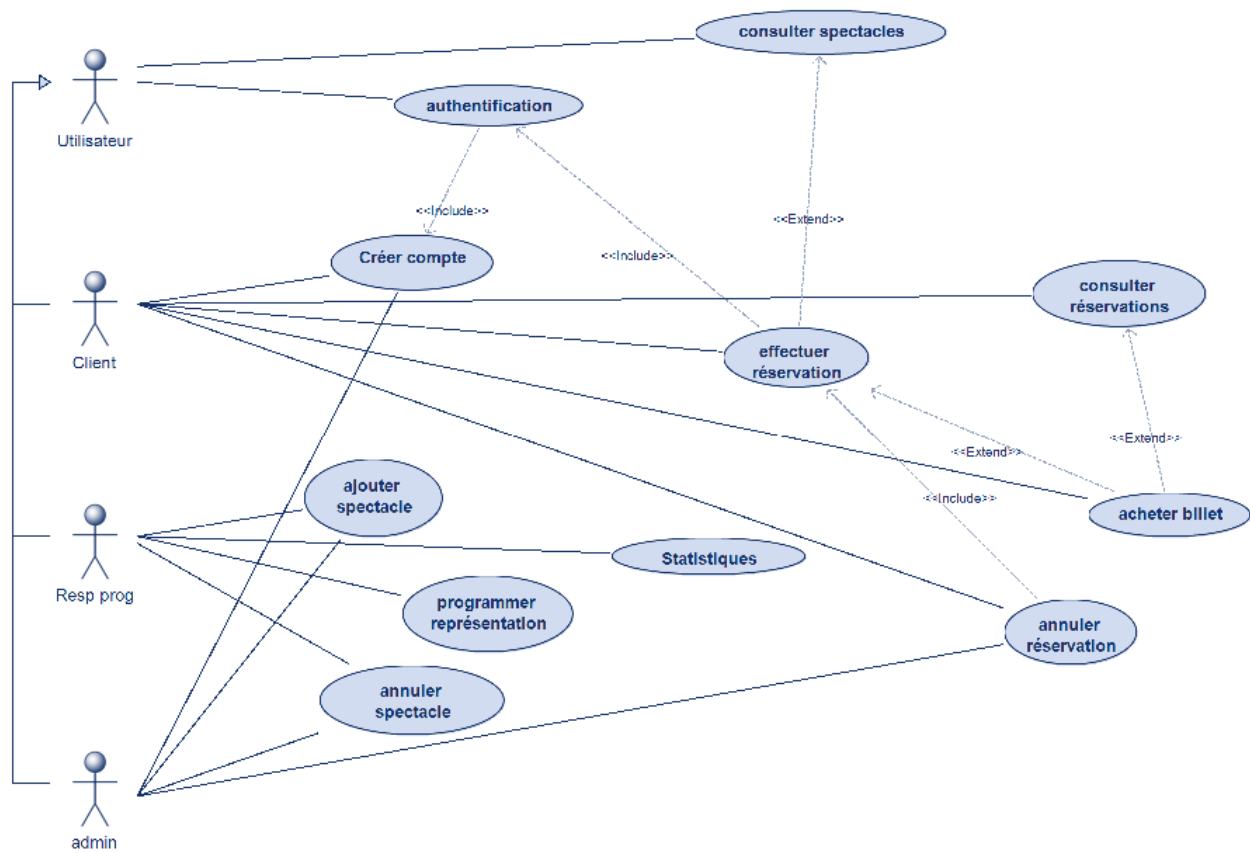 consulter spectacles
authentification
Utilisateur
<<Include>>
<<Extend>>
<<Include>>
Créer compte
consulter
réservations
Client
effectuer
réservation
<<Extend>>
<<Extend>>
<<Include>>
ajouter
spectacle
acheter billet
Statistiques
Resp prog
programmer
représentation
annuler
réservation
annuler
spectacle
admin